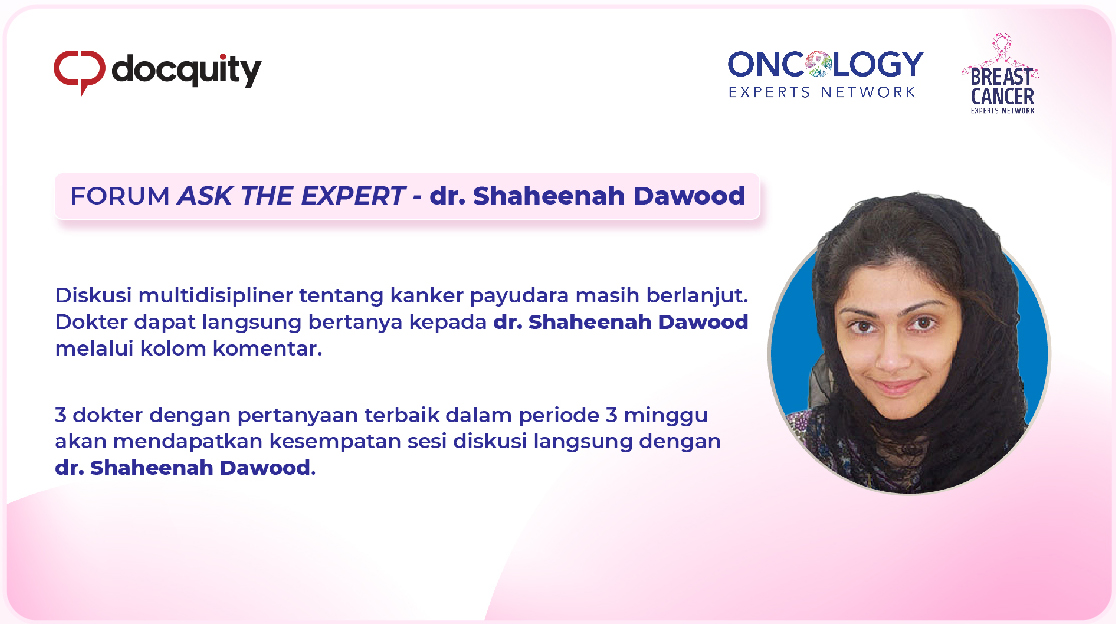 docquity
ONCOLOGY
EXPERTS NETWORK
BREAST
CANCER
EXPERTS NETWORK
FORUM ASK THE EXPERT - dr. Shaheenah Dawood
Diskusi multidisipliner tentang kanker payudara masih berlanjut.
Dokter dapat langsung bertanya kepada dr. Shaheenah Dawood
melalui kolom komentar.
3 dokter dengan pertanyaan terbaik dalam periode 3 minggu
akan mendapatkan kesempatan sesi diskusi langsung dengan
dr. Shaheenah Dawood.